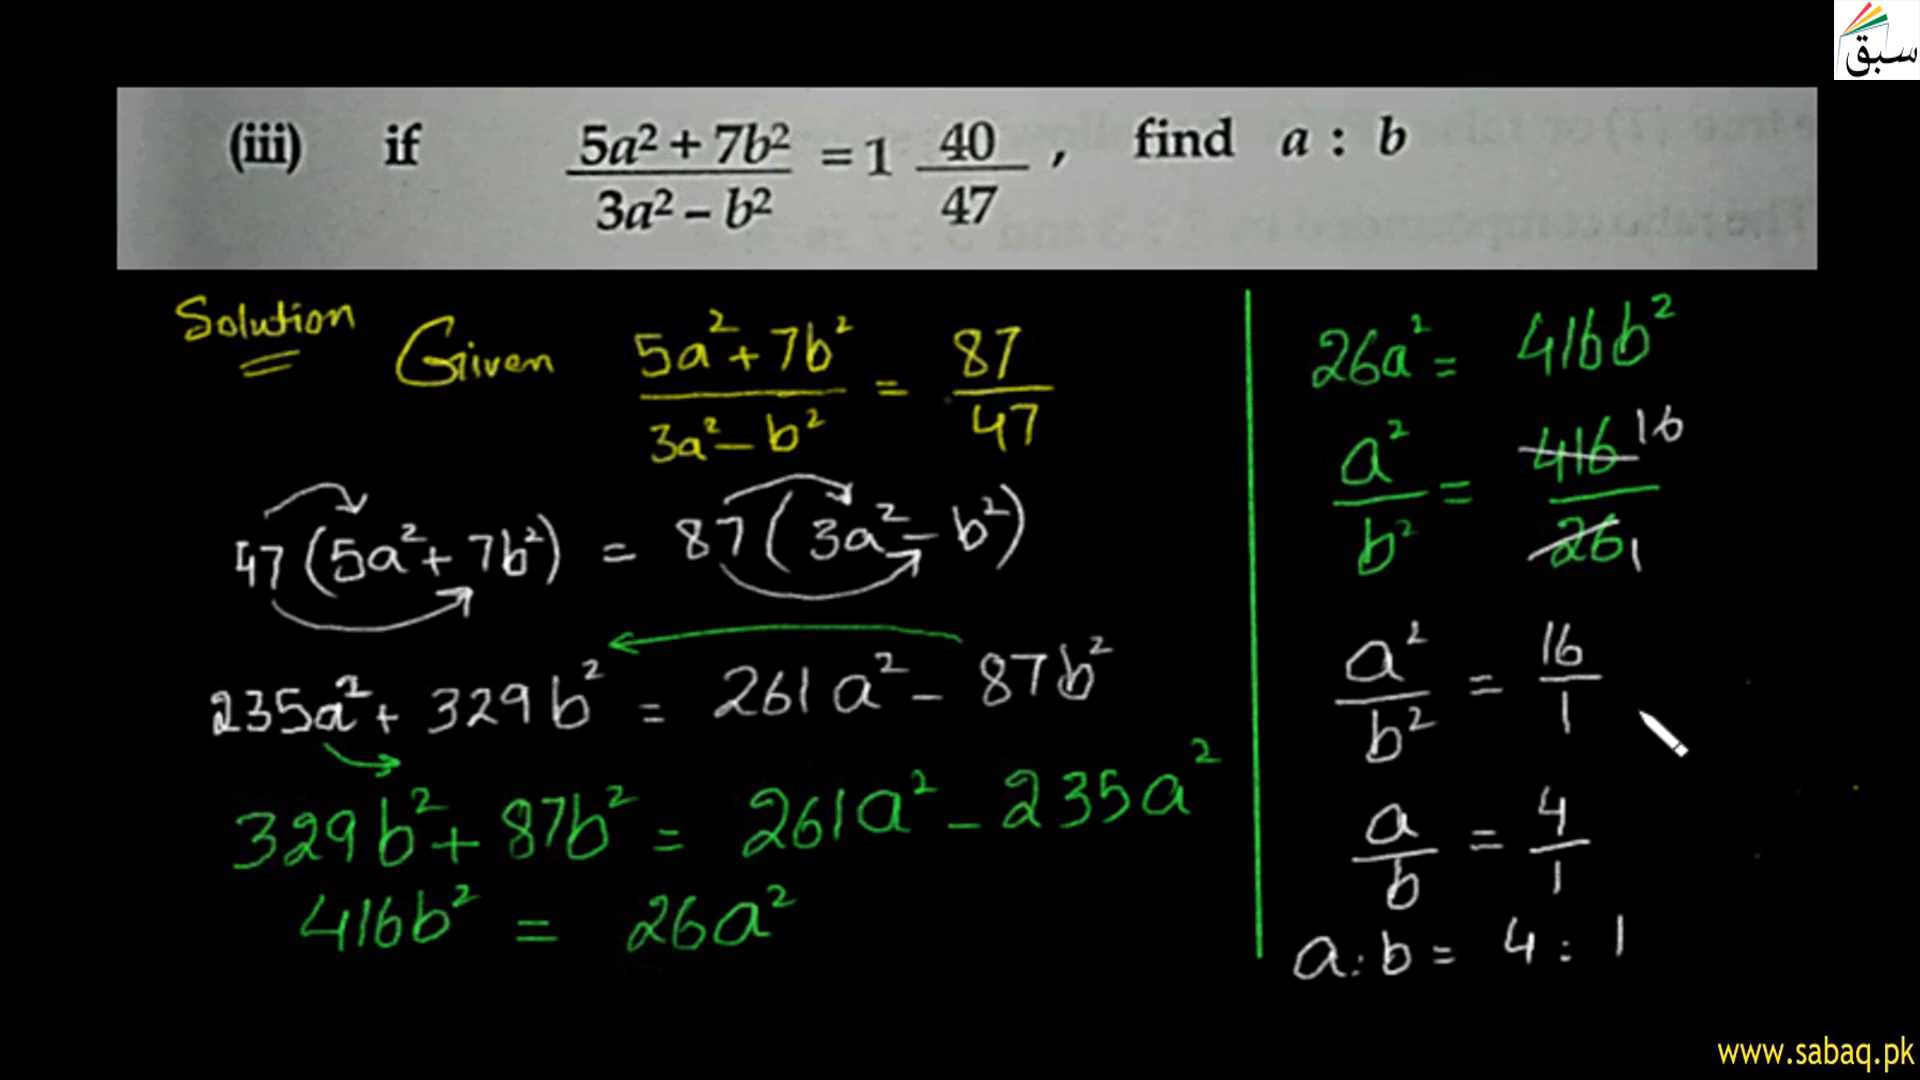 سبق
(iii) if (5a² + 7b²)/(3a² – b²) = 1 40/47 , find a : b
Solution
Given (5a² + 7b²)/(3a² – b²) = 87/47
47(5a² + 7b²) = 87(3a² – b²)
235a² + 329b² = 261a² – 87b²
329b² + 87b² = 261a² – 235a²
416b² = 26a²
26a² = 416b²
a²/b² = 416/26 16 1
a²/b² = 16/1
a/b = 4/1
a:b = 4:1
www.sabaq.pk